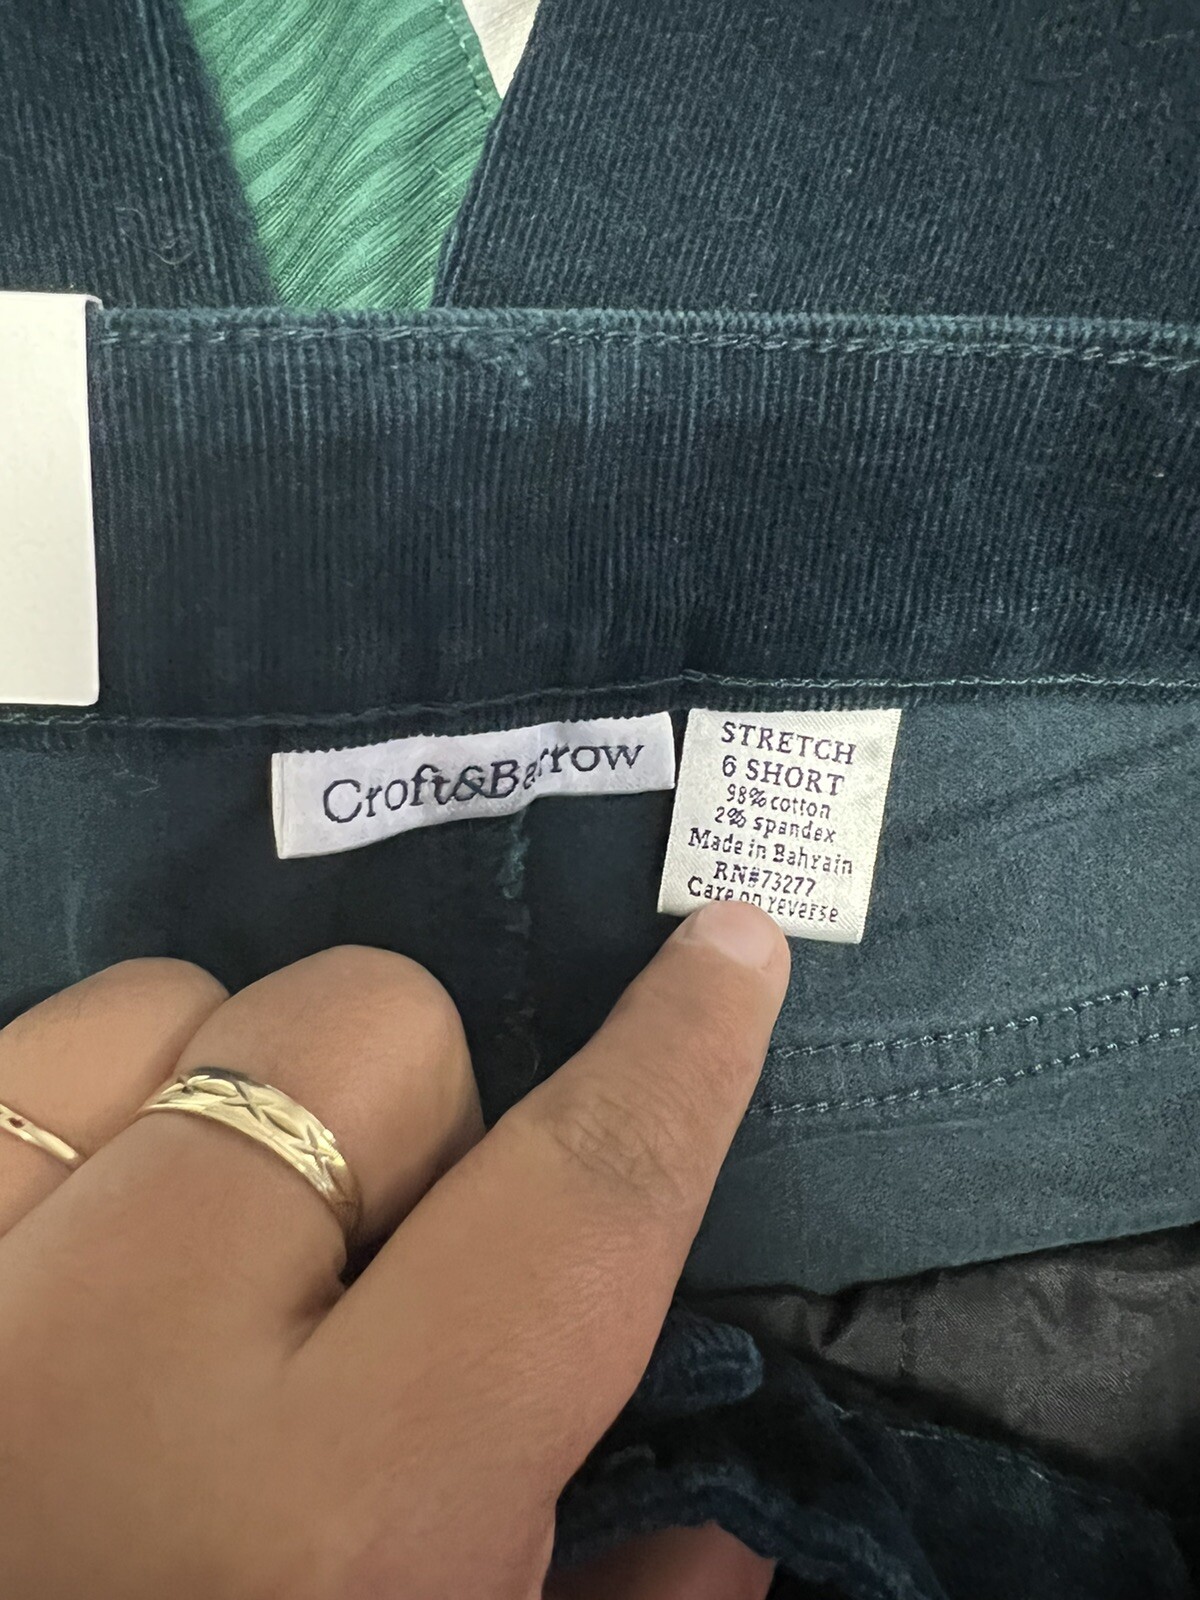 Croft&Barrow
STRETCH
6 SHORT
98% cotton
2% spandex
Made in Bahrain
RN#73277
Care on reverse